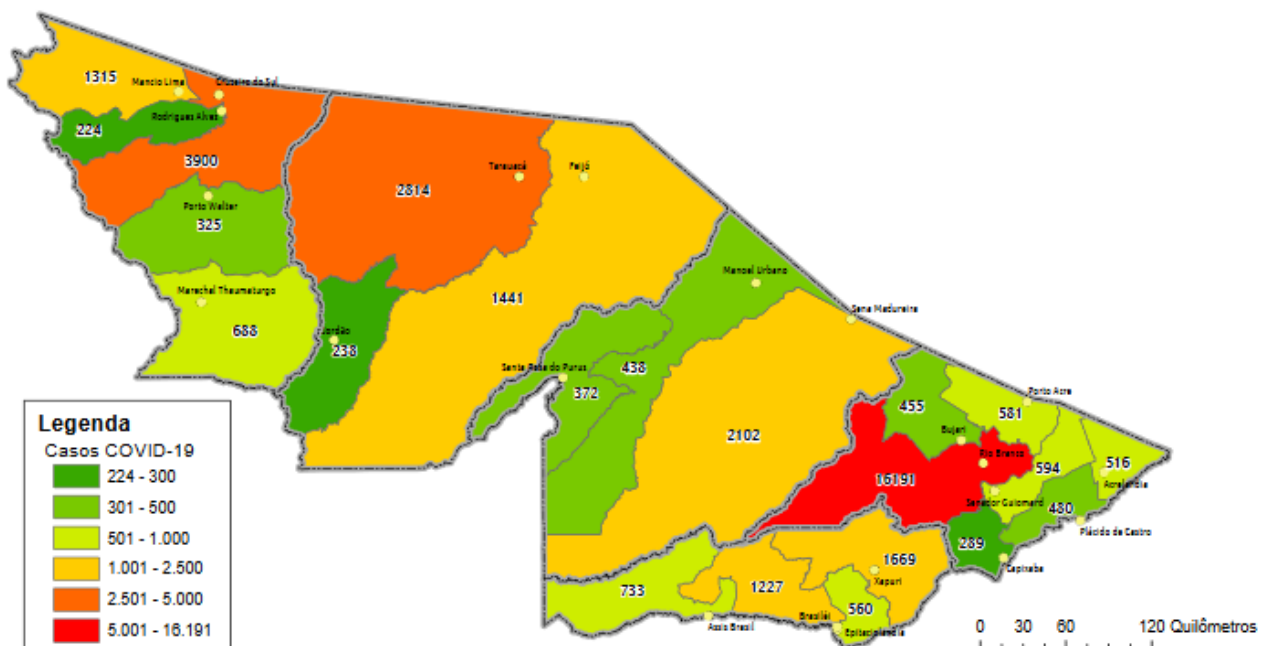 1315
Mancio Lima
Cruzeiro do Sul
Rodrigues Alves
224
3900
2814
Tarauacá
Feijó
Porto Walter
325
Marechal Thaumaturgo
688
Jordão
238
1441
Manoel Urbano
Sena Madureira
Santa Rosa do Purus
438
372
2102
455
Porto Acre
581
Bujari
Rio Branco
594
516
Acrelandia
16191
Senador Guiomard
480
Plácido de Castro
289
Capixaba
1669
Xapuri
733
1227
560
Brasiléi
Assis Brasil
Epitaciolandia
Legenda
Casos COVID-19
224 - 300
301 - 500
501 - 1.000
1.001 - 2.500
2.501 - 5.000
5.001 - 16.191
0 30 60 120 Quilômetros